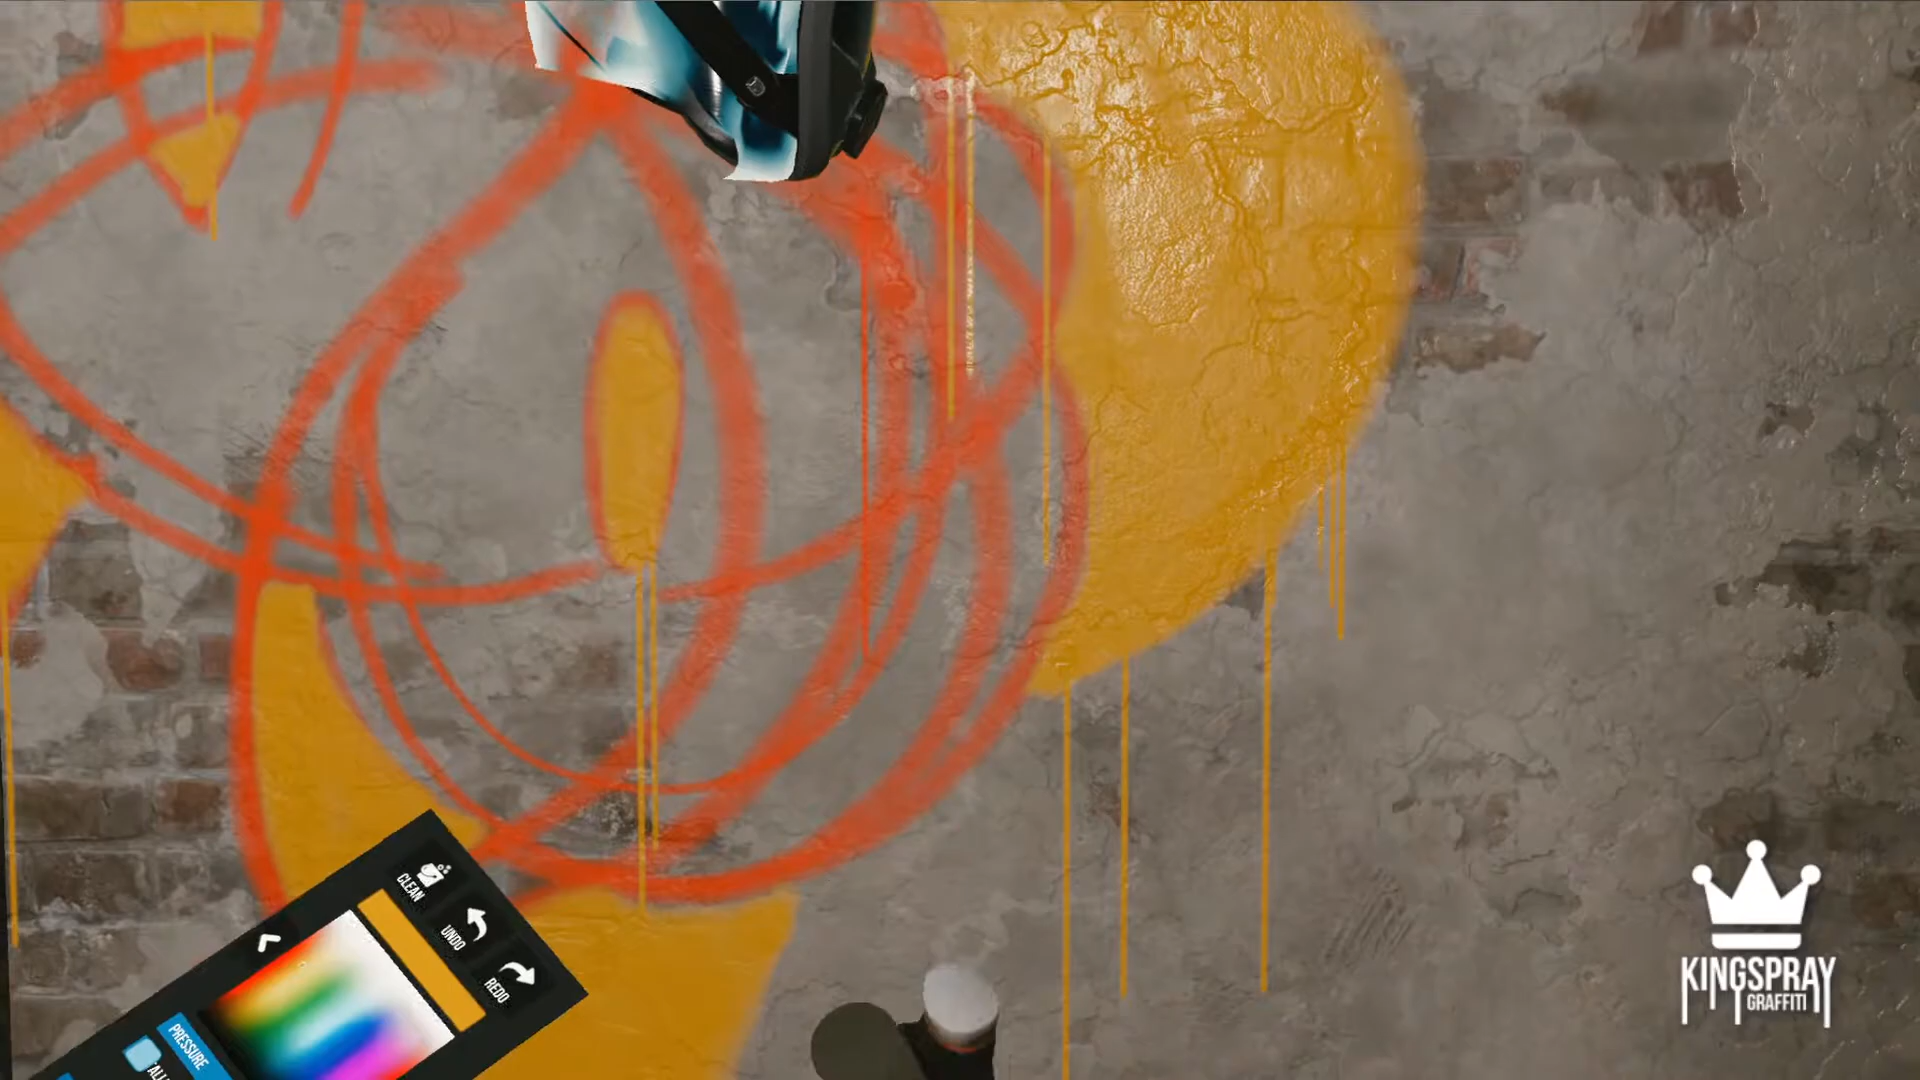 CLEAN
UNDO
REDO
PRESSURE
KINGSPRAY
GRAFFITI